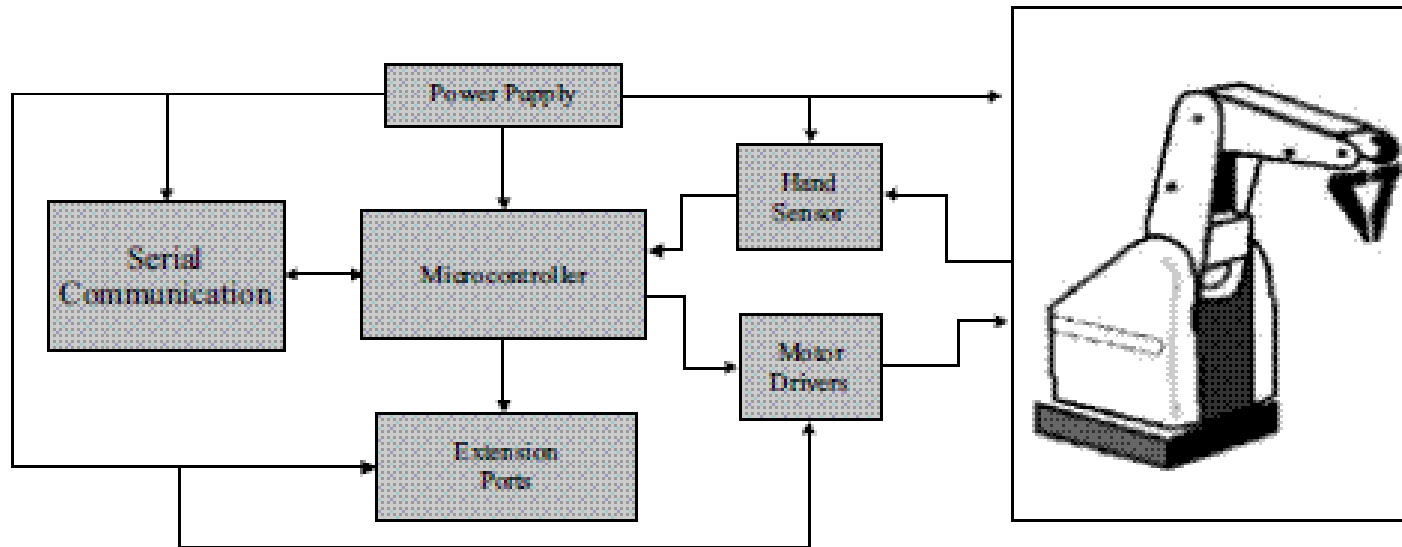 Power Pupply
Hand
Sensor
Serial
Communication
Microcontroller
Motor
Drivers
Extension
Ports